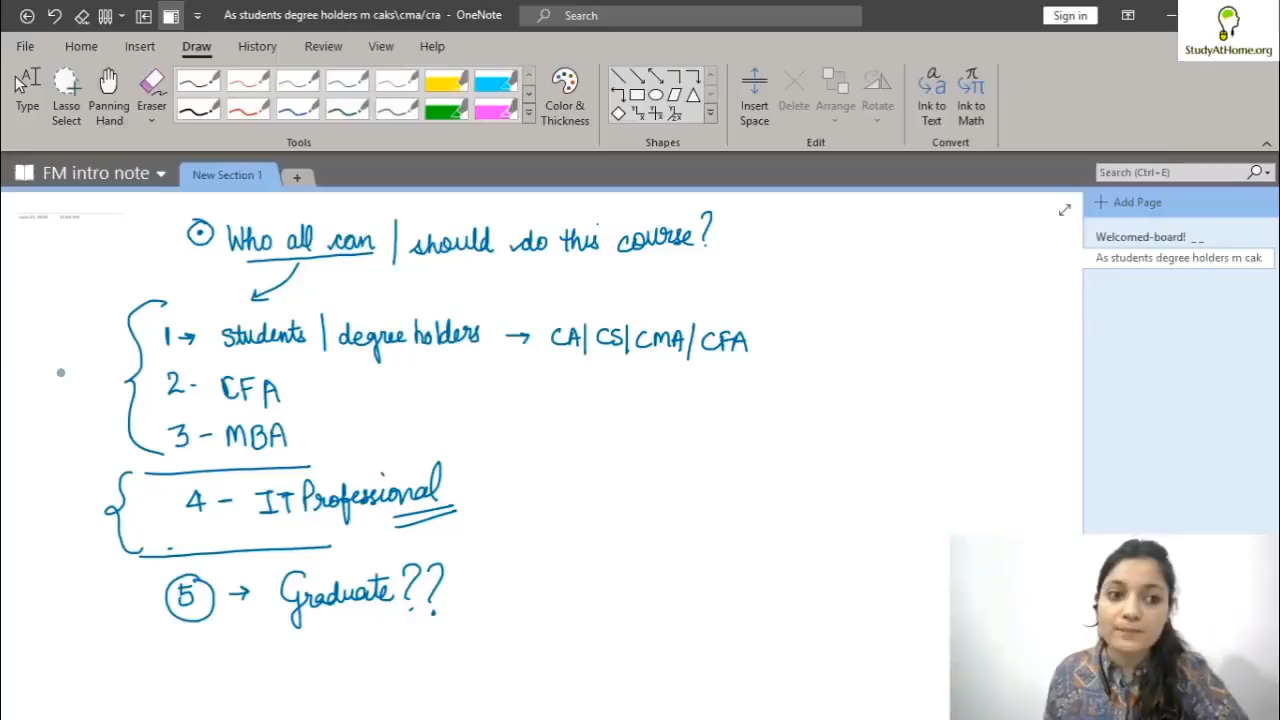 As students degree holders m caks\cma/cra - OneNote
Search
Sign in
StudyAtHome.org
File Home Insert Draw History Review View Help
Type Lasso Select Panning Hand Eraser Color & Thickness Insert Space Delete Arrange Rotate Ink to Text Ink to Math
Tools Shapes Edit Convert
FM intro note New Section 1 + Search (Ctrl+E)
Add Page
Welcomed-board! _ _
As students degree holders m cak
Who all can | should do this course?
1 → students | degree holders → CA| CS| CMA/ CFA
2 - CFA
3 - MBA
4 - IT Professional
5 → Graduate??